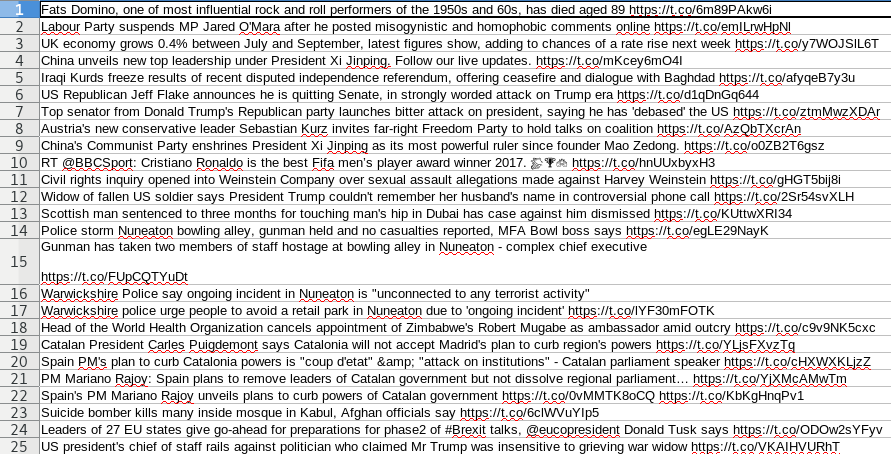 1 Fats Domino, one of most influential rock and roll performers of the 1950s and 60s, has died aged 89 https://t.co/6m89PAkw6i
2 Labour Party suspends MP Jared O'Mara after he posted misogynistic and homophobic comments online https://t.co/emILrwHpNl
3 UK economy grows 0.4% between July and September, latest figures show, adding to chances of a rate rise next week https://t.co/y7WOJSIL6T
4 China unveils new top leadership under President Xi Jinping. Follow our live updates. https://t.co/mKcey6mO4I
5 Iraqi Kurds freeze results of recent disputed independence referendum, offering ceasefire and dialogue with Baghdad https://t.co/afyqeB7y3u
6 US Republican Jeff Flake announces he is quitting Senate, in strongly worded attack on Trump era https://t.co/d1qDnGq644
7 Top senator from Donald Trump's Republican party launches bitter attack on president, saying he has 'debased' the US https://t.co/ztmMwzXDAr
8 Austria's new conservative leader Sebastian Kurz invites far-right Freedom Party to hold talks on coalition https://t.co/AzQbTXcrAn
9 China's Communist Party enshrines President Xi Jinping as its most powerful ruler since founder Mao Zedong. https://t.co/o0ZB2T6gsz
10 RT @BBCSport: Cristiano Ronaldo is the best Fifa men's player award winner 2017. https://t.co/hnUUxbyxH3
11 Civil rights inquiry opened into Weinstein Company over sexual assault allegations made against Harvey Weinstein https://t.co/gHGT5bij8i
12 Widow of fallen US soldier says President Trump couldn't remember her husband's name in controversial phone call https://t.co/2Sr54svXLH
13 Scottish man sentenced to three months for touching man's hip in Dubai has case against him dismissed https://t.co/KUttwXRI34
14 Police storm Nuneaton bowling alley, gunman held and no casualties reported, MFA Bowl boss says https://t.co/egLE29NayK
Gunman has taken two members of staff hostage at bowling alley in Nuneaton - complex chief executive
15
https://t.co/FUpCQTYuDt
16 Warwickshire Police say ongoing incident in Nuneaton is "unconnected to any terrorist activity"
17 Warwickshire police urge people to avoid a retail park in Nuneaton due to 'ongoing incident' https://t.co/lYF30mFOTK
18 Head of the World Health Organization cancels appointment of Zimbabwe's Robert Mugabe as ambassador amid outcry https://t.co/c9v9NK5cxc
19 Catalan President Carles Puigdemont says Catalonia will not accept Madrid's plan to curb region's powers https://t.co/YLjsFXvzTq
20 Spain PM's plan to curb Catalonia powers is "coup d'etat" &amp; "attack on institutions" - Catalan parliament speaker https://t.co/cHXWXKLjzZ
21 PM Mariano Rajoy: Spain plans to remove leaders of Catalan government but not dissolve regional parliament… https://t.co/YjXMcAMwTm
22 Spain's PM Mariano Rajoy unveils plans to curb powers of Catalan government https://t.co/0vMMTK8oCQ https://t.co/KbKgHnqPv1
23 Suicide bomber kills many inside mosque in Kabul, Afghan officials say https://t.co/6clWVuYIp5
24 Leaders of 27 EU states give go-ahead for preparations for phase2 of #Brexit talks, @eucopresident Donald Tusk says https://t.co/ODOw2sYFyv
25 US president's chief of staff rails against politician who claimed Mr Trump was insensitive to grieving war widow https://t.co/VKAIHVURhT